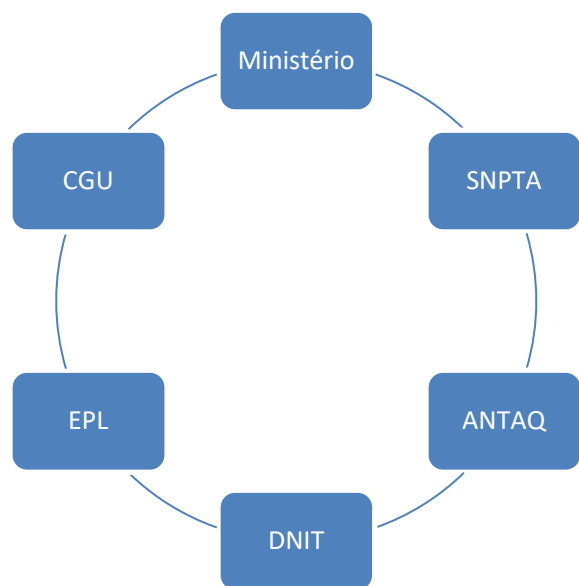 Ministério
SNPTA
ANTAQ
DNIT
EPL
CGU